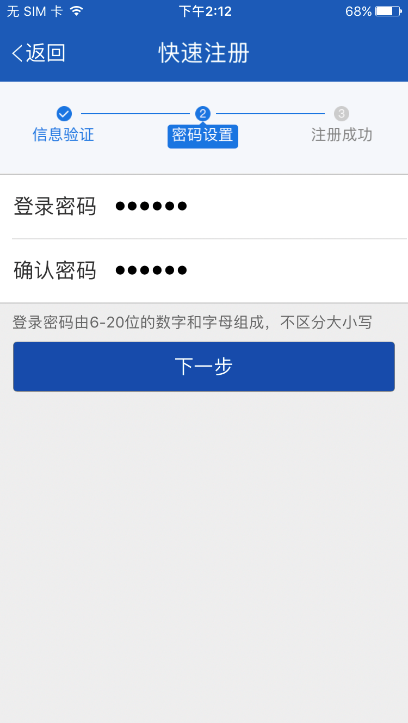 无 SIM 卡 下午2:12 68%
返回 快速注册
2 3
信息验证 密码设置 注册成功
登录密码 ●●●●●●
确认密码 ●●●●●●
登录密码由6-20位的数字和字母组成，不区分大小写
下一步